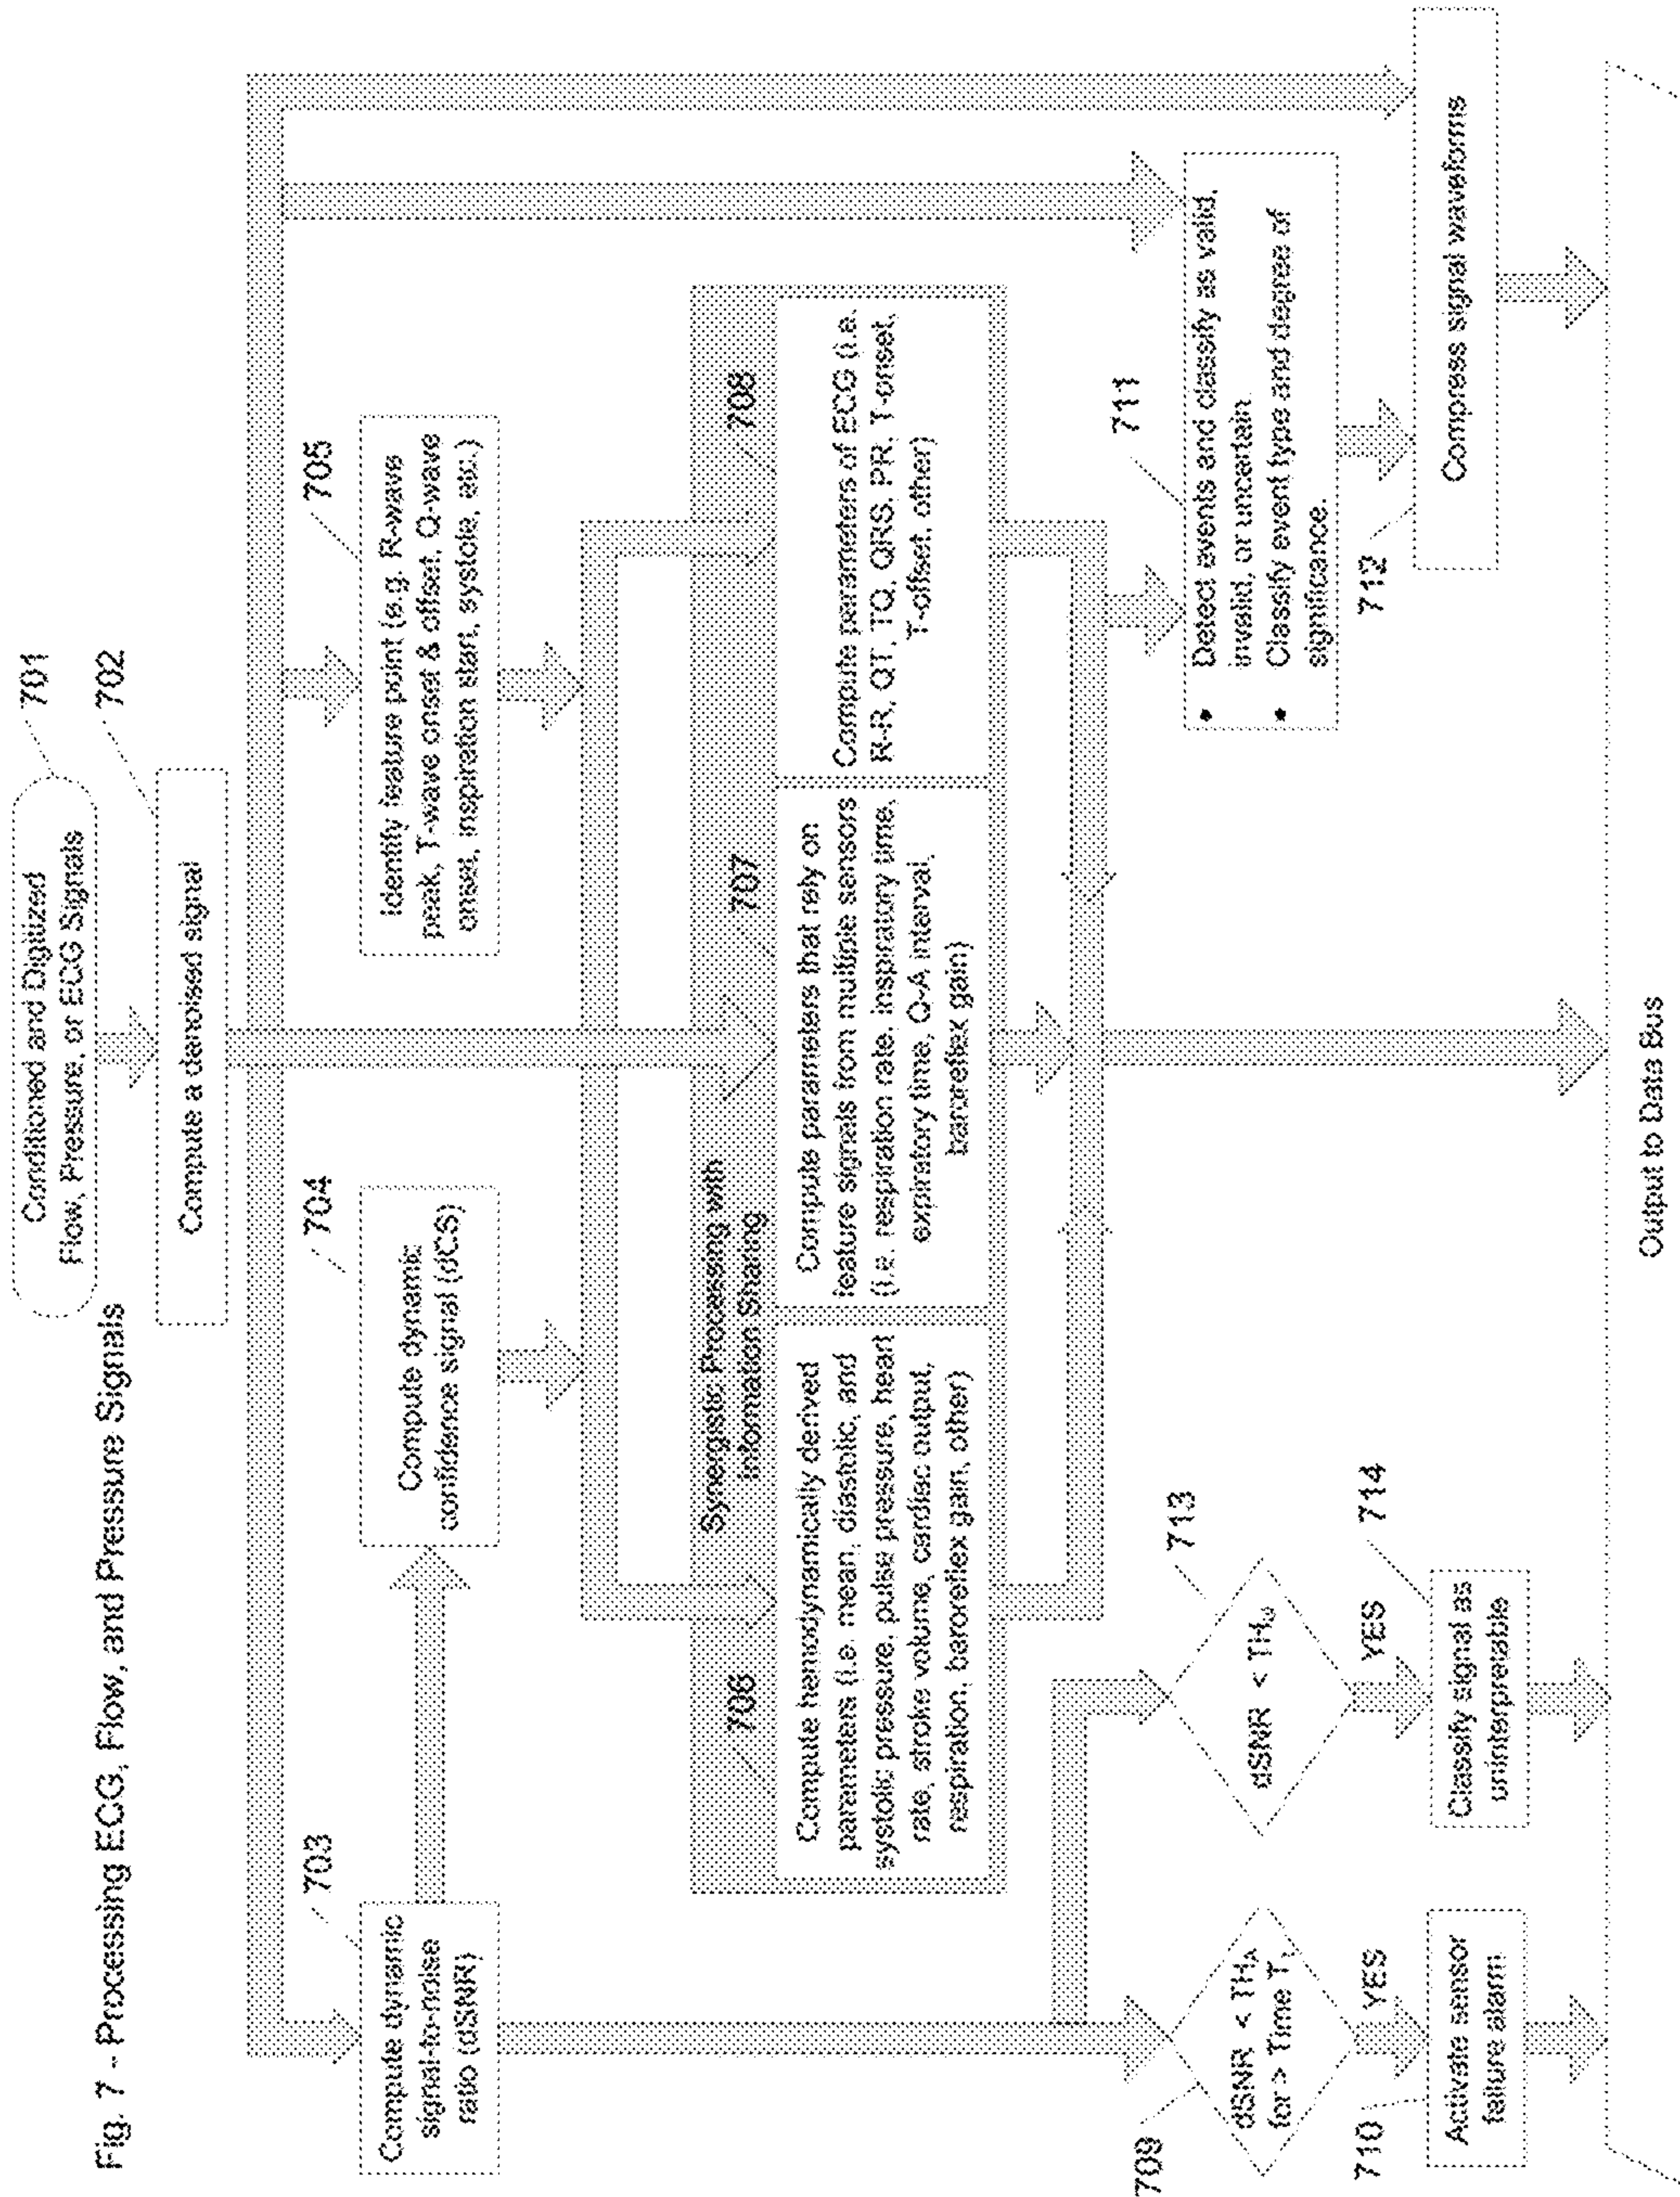 Fig. 7 - Processing ECG, Flow, and Pressure Signals
Conditioned and Digitized
Flow, Pressure, or ECG Signals
701
Compute a denoised signal
702
703
Compute dynamic
signal-to-noise
ratio (dSNR)
704
Compute dynamic
confidence signal (dCS)
705
Identify feature point (e.g. R-wave
peak, T-wave onset & offset, Q-wave
onset, inspiration start, systole, etc.)
Synergistic Processing with
Information Sharing
706
Compute hemodynamically derived
parameters (i.e. mean, diastolic, and
systolic pressure, pulse pressure, heart
rate, stroke volume, cardiac output,
respiration, baroreflex gain, other)
707
Compute parameters that rely on
feature signals from multiple sensors
(i.e. respiration rate, inspiratory time,
expiratory time, Q-A interval,
baroreflex gain)
708
Compute parameters of ECG (i.e.
R-R, QT, TQ, QRS, PR, T-onset,
T-offset, other)
709
dSNR < THA
for > Time T1
YES
710
Activate sensor
failure alarm
713
dSNR < THU
YES
714
Classify signal as
uninterpretable
711
• Detect events and classify as valid,
invalid, or uncertain.
• Classify event type and degree of
significance.
712
Compress signal waveforms
Output to Data Bus